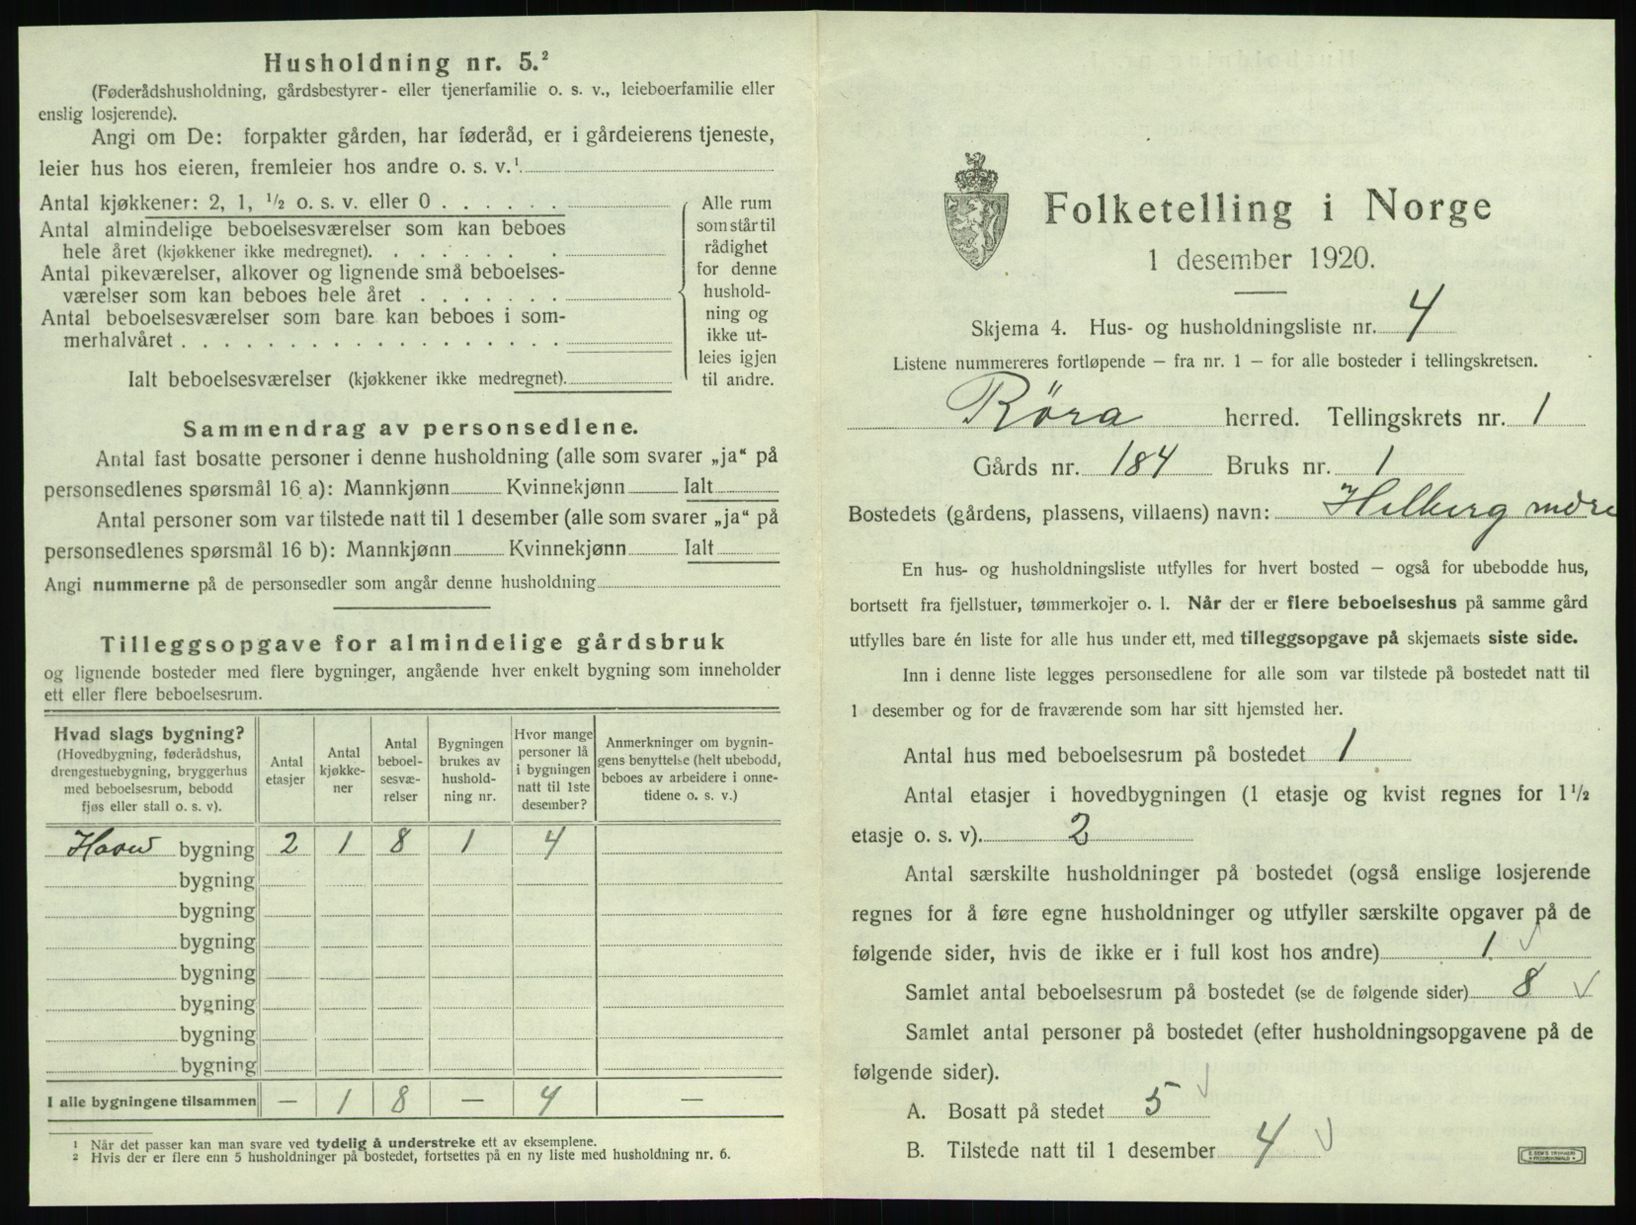 Husholdning nr. 5.²
(Føderådshusholdning, gårdsbestyrer- eller tjenerfamilie o. s. v., leieboerfamilie eller
enslig losjerende).
Angi om De: forpakter gården, har føderåd, er i gårdeierens tjeneste,
leier hus hos eieren, fremleier hos andre o. s. v.¹
Antal kjøkkener: 2, 1, ½ o. s. v. eller 0 . . . . . .
Antal almindelige beboelsesværelser som kan beboes
hele året (kjøkkener ikke medregnet). . . . . . . .
Antal pikeværelser, alkover og lignende små beboelses-
værelser som kan beboes hele året . . . . . . .
Antal beboelsesværelser som bare kan beboes i som-
merhalvåret . . . . . . . . . . . . . . . . . .
Ialt beboelsesværelser (kjøkkener ikke medregnet).
Alle rum
som står til
rådighet
for denne
hushold-
ning og
ikke ut-
leies igjen
til andre.
Sammendrag av personsedlene.
Antal fast bosatte personer i denne husholdning (alle som svarer „ja“ på
personsedlenes spørsmål 16 a): Mannkjønn Kvinnekjønn Ialt
Antal personer som var tilstede natt til 1 desember (alle som svarer „ja“ på
personsedlenes spørsmål 16 b): Mannkjønn Kvinnekjønn Ialt
Angi nummerne på de personsedler som angår denne husholdning
Tilleggsopgave for almindelige gårdsbruk
og lignende bosteder med flere bygninger, angående hver enkelt bygning som inneholder
ett eller flere beboelsesrum.
Hvad slags bygning?
(Hovedbygning, føderådshus,
drengestuebygning, bryggerhus
med beboelsesrum, bebodd
fjøs eller stall o. s. v).
Antal
etasjer
Antal
kjøkke-
ner
Antal
beboel-
sesvæ-
relser
Bygningen
brukes av
hushold-
ning nr.
Hvor mange
personer lå
i bygningen
natt til 1ste
desember?
Anmerkninger om bygnin-
gens benyttelse (helt ubebodd,
beboes av arbeidere i onne-
tidene o. s. v.)
bygning 2 1 8 1 4
bygning
bygning
bygning
bygning
bygning
bygning
bygning
I alle bygningene tilsammen — 1 8 — 4 —
¹ Når det passer kan man svare ved tydelig å understreke ett av eksemplene.
² Hvis der er flere enn 5 husholdninger på bostedet, fortsettes på en ny liste med husholdning nr. 6.
Folketelling i Norge
1 desember 1920.
Skjema 4. Hus- og husholdningsliste nr. 4
Listene nummereres fortløpende — fra nr. 1 — for alle bosteder i tellingskretsen.
Röra herred. Tellingskrets nr. 1
Gårds nr. 184 Bruks nr. 1
Bostedets (gårdens, plassens, villaens) navn: Helberg
En hus- og husholdningsliste utfylles for hvert bosted — også for ubebodde hus,
bortsett fra fjellstuer, tømmerkojer o. l. Når der er flere beboelseshus på samme gård
utfylles bare én liste for alle hus under ett, med tilleggsopgave på skjemaets siste side.
Inn i denne liste legges personsedlene for alle som var tilstede på bostedet natt til
1 desember og for de fraværende som har sitt hjemsted her.
Antal hus med beboelsesrum på bostedet 1
Antal etasjer i hovedbygningen (1 etasje og kvist regnes for 1½
etasje o. s. v). 2
Antal særskilte husholdninger på bostedet (også enslige losjerende
regnes for å føre egne husholdninger og utfyller særskilte opgaver på de
følgende sider, hvis de ikke er i full kost hos andre) 1.
Samlet antal beboelsesrum på bostedet (se de følgende sider) 8
Samlet antal personer på bostedet (efter husholdningsopgavene på de
følgende sider).
A. Bosatt på stedet 5
B. Tilstede natt til 1 desember 4